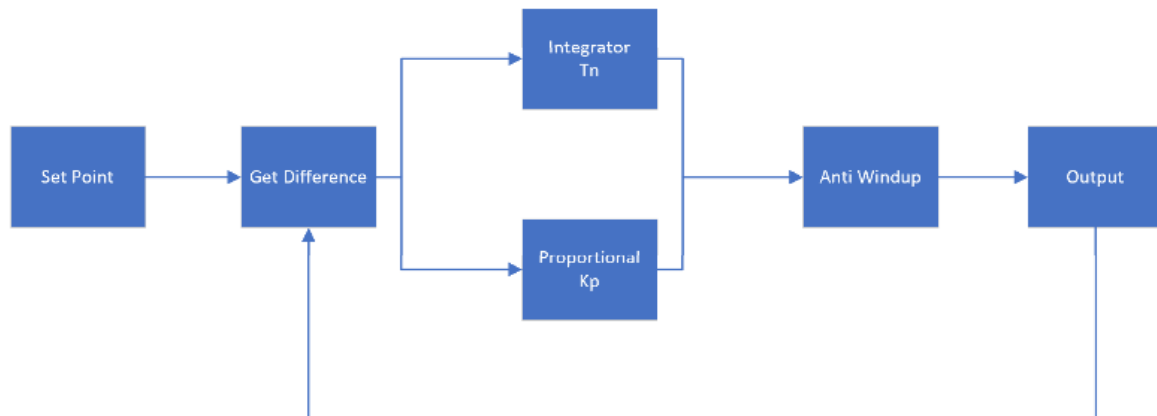 Set Point
Get Difference
Integrator
Tn
Proportional
Kp
Anti Windup
Output